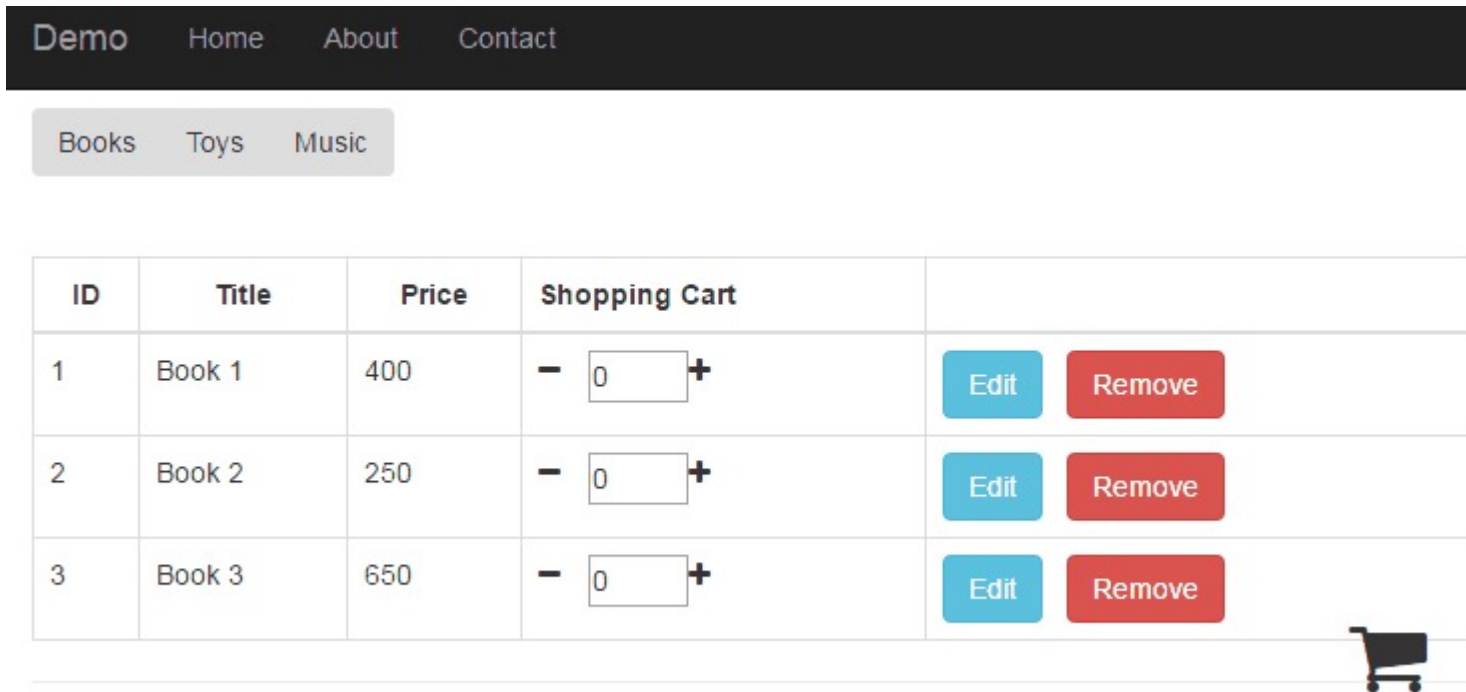 Demo Home About Contact
Books Toys Music
ID Title Price Shopping Cart
1 Book 1 400 - 0 + Edit Remove
2 Book 2 250 - 0 + Edit Remove
3 Book 3 650 - 0 + Edit Remove